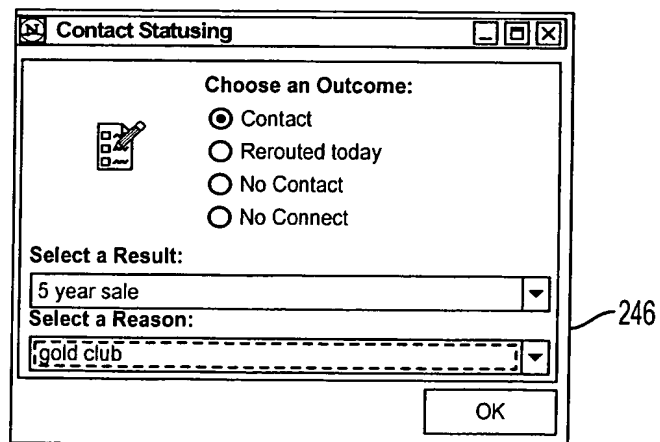 Contact Statusing
Choose an Outcome:
Contact
Rerouted today
No Contact
No Connect
Select a Result:
5 year sale
Select a Reason:
gold club
246
OK